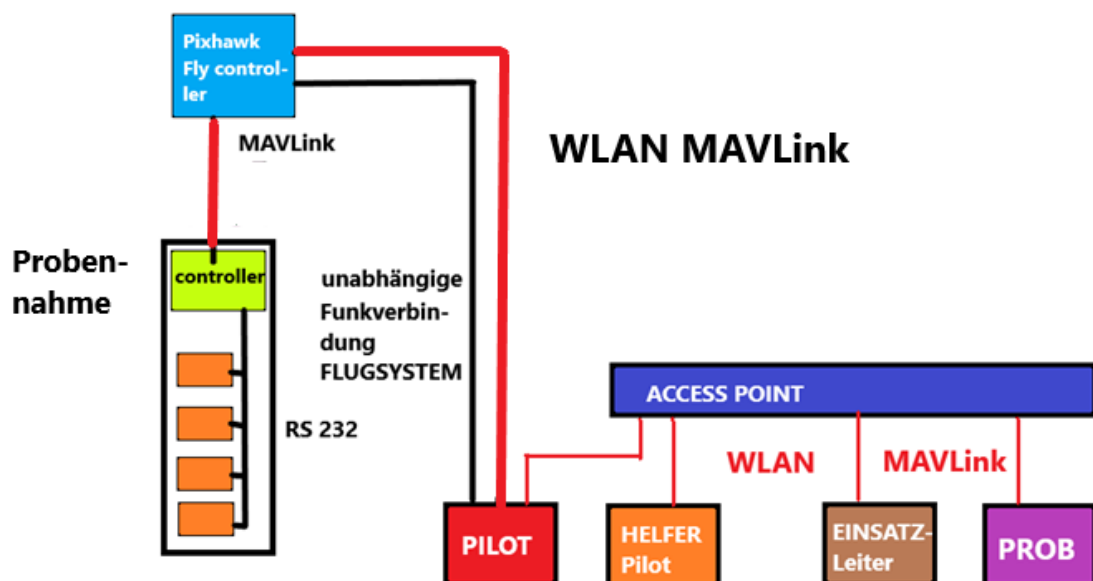 Pixhawk
Fly control-
ler
MAVLink
WLAN MAVLink
Proben-
nahme
controller
unabhängige
Funkverbin-
dung
FLUGSYSTEM
RS 232
ACCESS POINT
WLAN
MAVLink
PILOT
HELFER
Pilot
EINSATZ-
Leiter
PROB